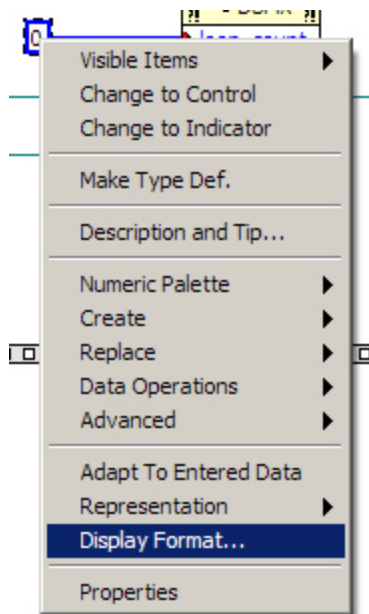 0
loop_count
Visible Items
Change to Control
Change to Indicator
Make Type Def.
Description and Tip...
Numeric Palette
Create
Replace
Data Operations
Advanced
Adapt To Entered Data
Representation
Display Format...
Properties